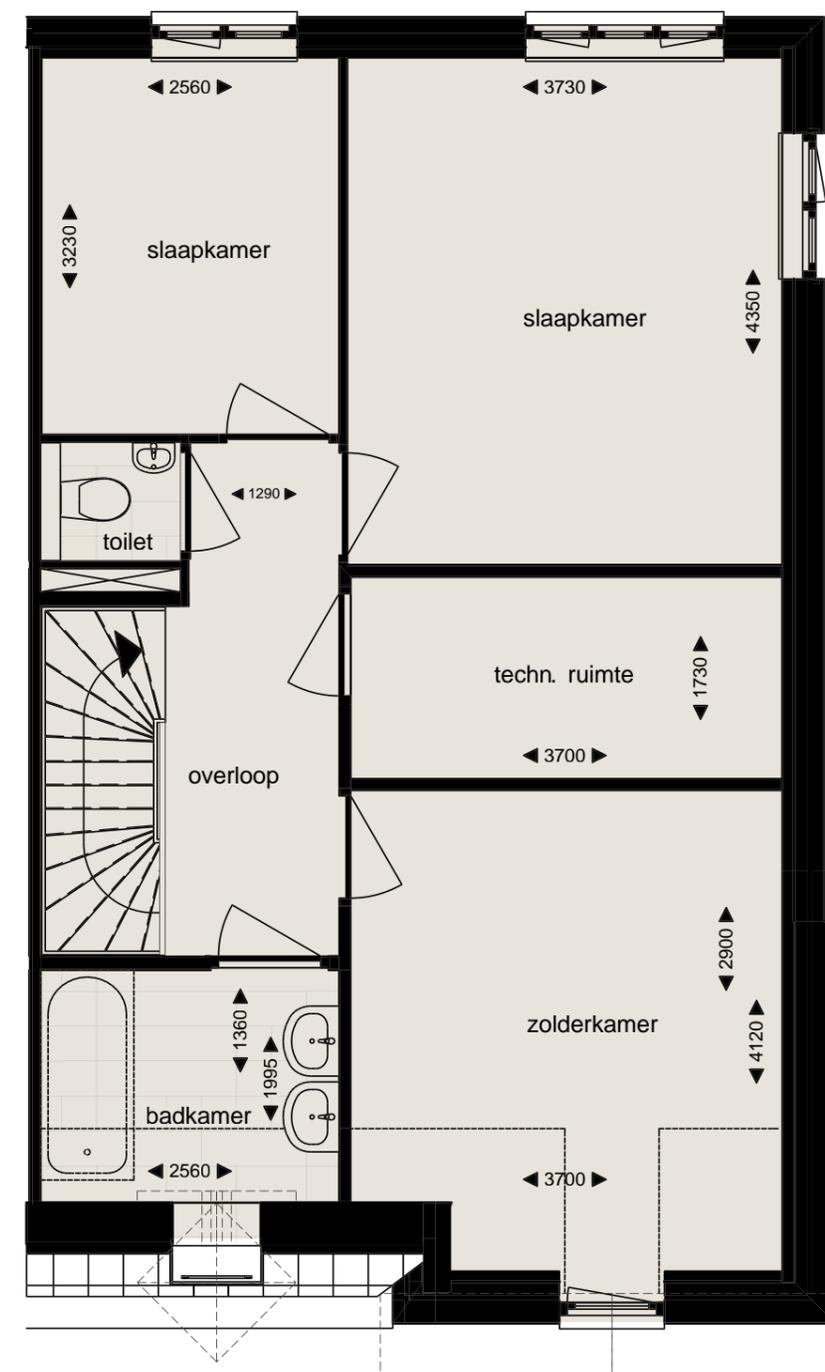 2560
3730
3230
slaapkamer
4350
slaapkamer
1290
toilet
techn. ruimte
1730
3700
overloop
2900
zolderkamer
4120
1360
1995
badkamer
2560
3700